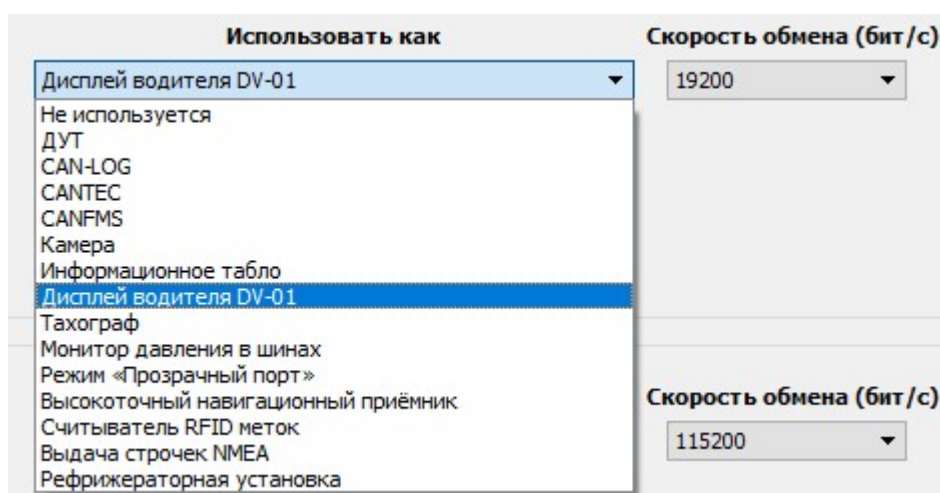 Использовать как
Скорость обмена (бит/с)
Дисплей водителя DV-01
19200
Не используется
ДУТ
CAN-LOG
CANTEC
CANFMS
Камера
Информационное табло
Дисплей водителя DV-01
Тахограф
Монитор давления в шинах
Режим «Прозрачный порт»
Высокоточный навигационный приёмник
Считыватель RFID меток
Выдача строчек NMEA
Рефрижераторная установка
Скорость обмена (бит/с)
115200